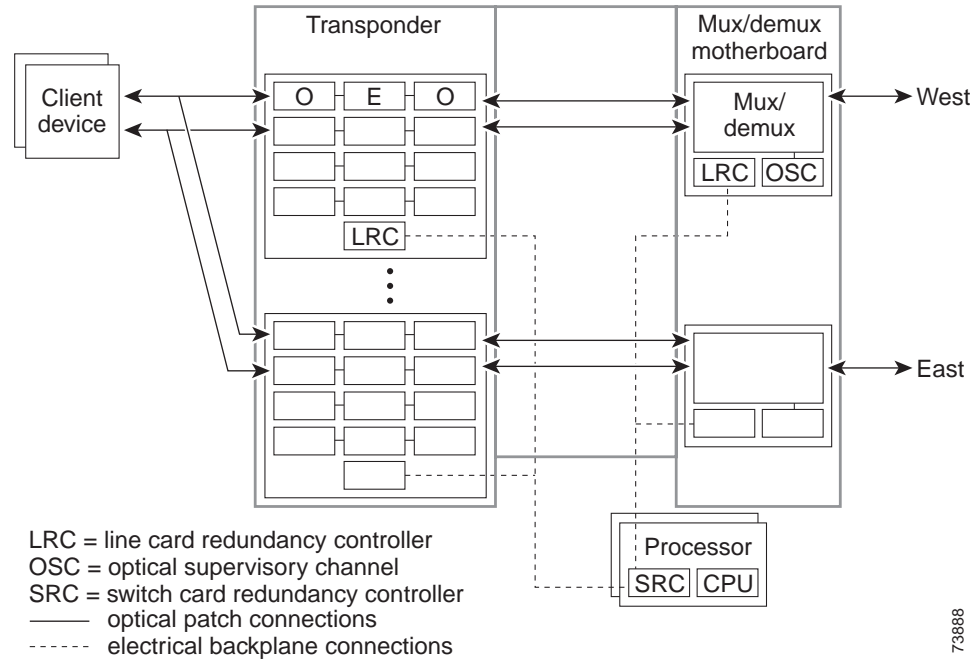 Transponder
Mux/demux
motherboard
Client
device
O E O
LRC
Mux/
demux
LRC OSC
West
East
Processor
SRC CPU
LRC = line card redundancy controller
OSC = optical supervisory channel
SRC = switch card redundancy controller
optical patch connections
electrical backplane connections
73888